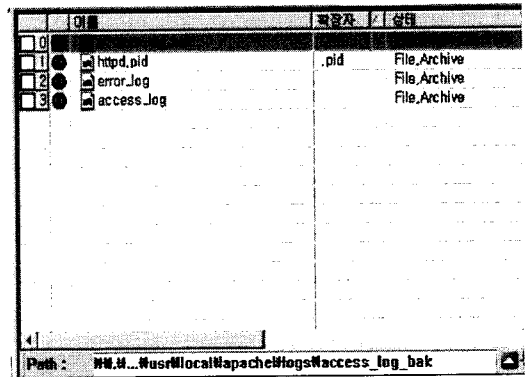 이름 확장자 / 상태
0
1 httpd.pid .pid File,Archive
2 error_log File,Archive
3 access_log File,Archive
Path : ₩₩.₩...₩usr₩local₩apache₩logs₩access_log_bak